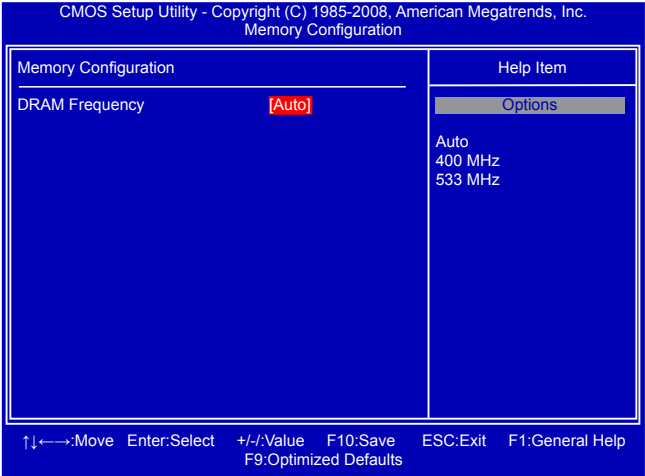 CMOS Setup Utility - Copyright (C) 1985-2008, American Megatrends, Inc.
Memory Configuration
Memory Configuration
Help Item
DRAM Frequency [Auto]
Options
Auto
400 MHz
533 MHz
↑↓←→:Move Enter:Select +/-/:Value F10:Save ESC:Exit F1:General Help
F9:Optimized Defaults